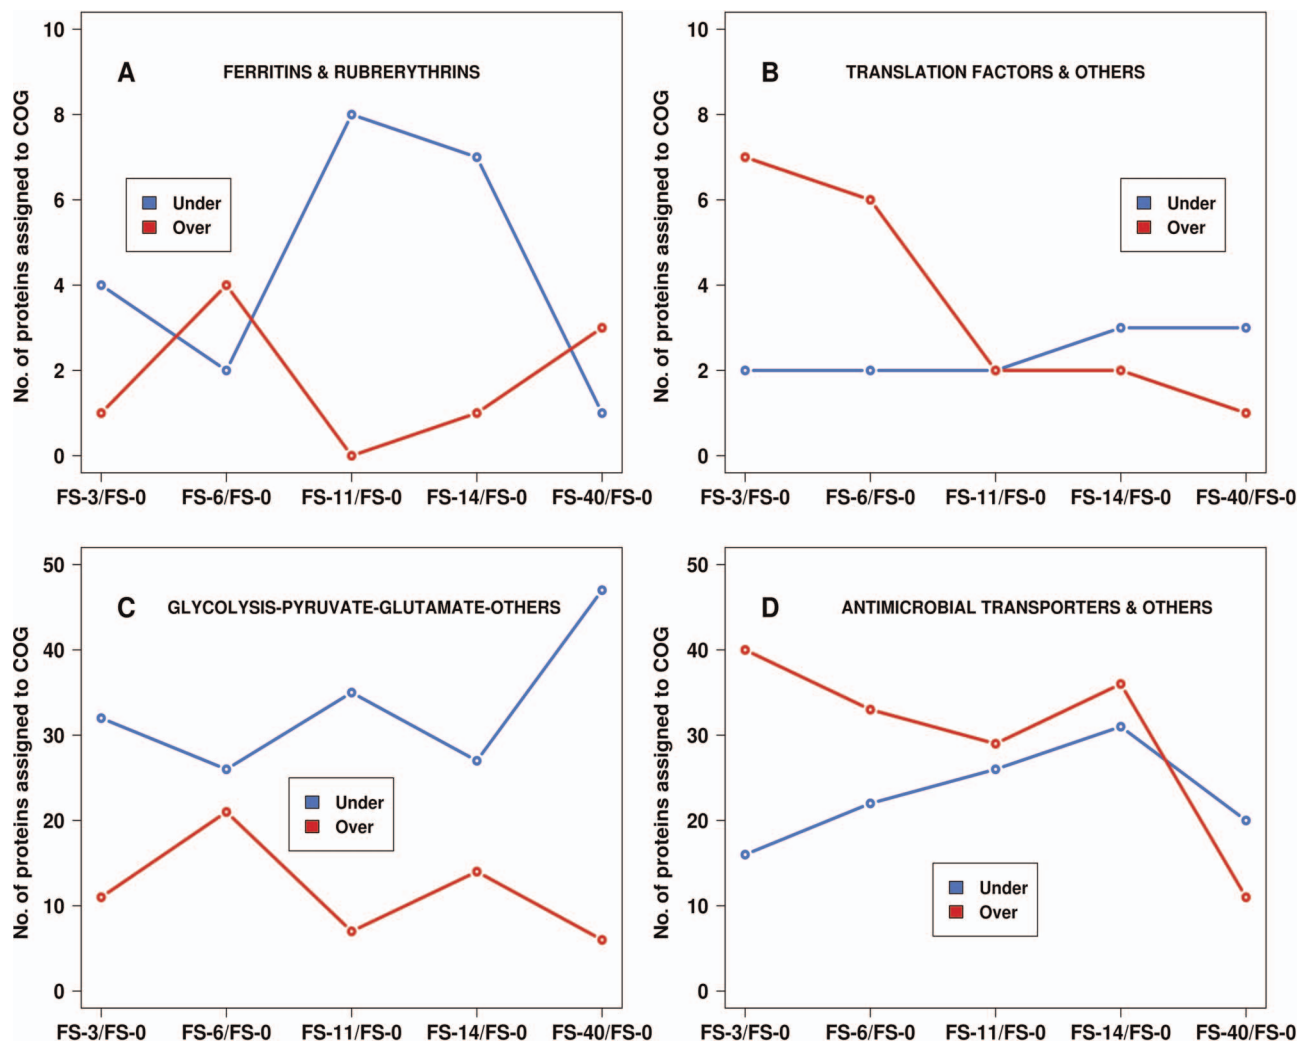 A FERRITINS & RUBRERYTHRINS
No. of proteins assigned to COG
10
8
6
4
2
0
Under
Over
FS-3/FS-0 FS-6/FS-0 FS-11/FS-0 FS-14/FS-0 FS-40/FS-0
B TRANSLATION FACTORS & OTHERS
No. of proteins assigned to COG
10
8
6
4
2
0
Under
Over
FS-3/FS-0 FS-6/FS-0 FS-11/FS-0 FS-14/FS-0 FS-40/FS-0
C GLYCOLYSIS-PYRUVATE-GLUTAMATE-OTHERS
No. of proteins assigned to COG
50
40
30
20
10
0
Under
Over
FS-3/FS-0 FS-6/FS-0 FS-11/FS-0 FS-14/FS-0 FS-40/FS-0
D ANTIMICROBIAL TRANSPORTERS & OTHERS
No. of proteins assigned to COG
50
40
30
20
10
0
Under
Over
FS-3/FS-0 FS-6/FS-0 FS-11/FS-0 FS-14/FS-0 FS-40/FS-0